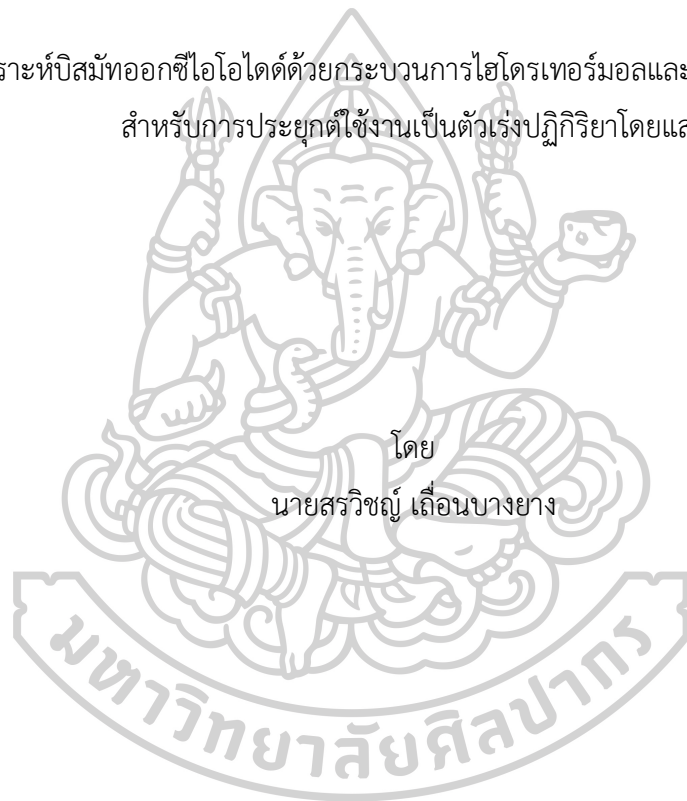 ราะห์บิสมัทออกซีไอโอไดด์ด้วยกระบวนการไฮโดรเทอร์มอลและ
สำหรับการประยุกต์ใช้งานเป็นตัวเร่งปฏิกิริยาโดยแส
โดย
นายสรวิชญ์ เถื่อนบางยาง
มหาวิทยาลัยศิลปากร